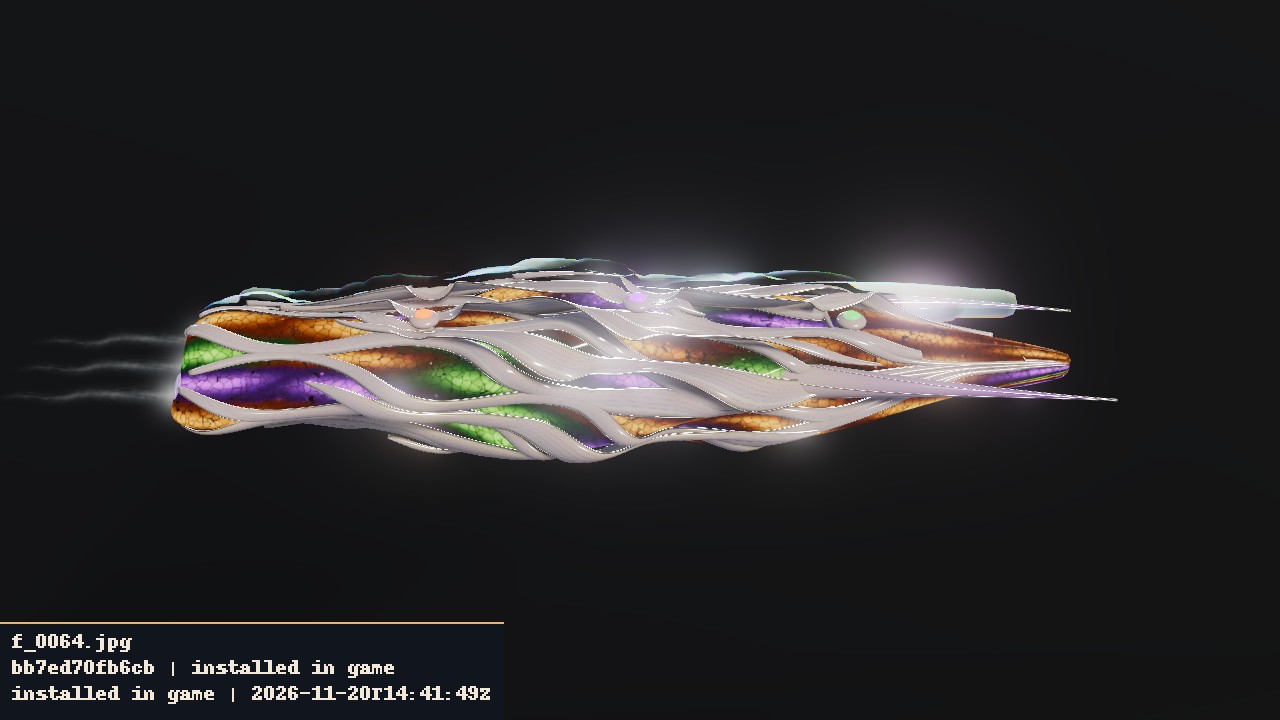 f_0064.jpg
bb7ed70fb6cb | installed in game
installed in game | 2026-11-20T14:41:49Z